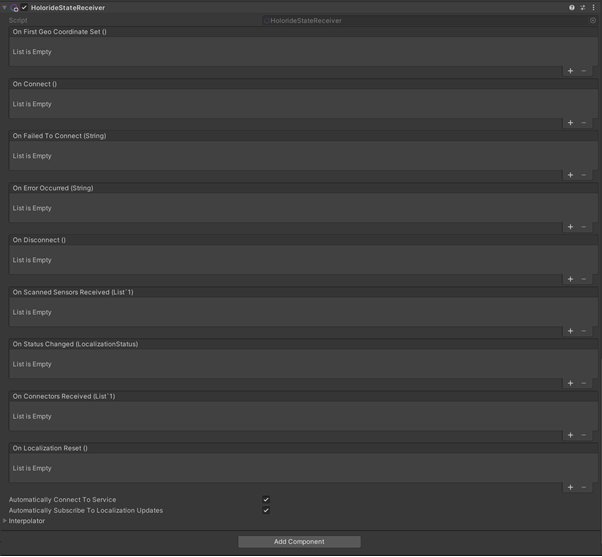 HolorideStateReceiver
Script HolorideStateReceiver
On First Geo Coordinate Set ()
List is Empty
On Connect ()
List is Empty
On Failed To Connect (String)
List is Empty
On Error Occurred (String)
List is Empty
On Disconnect ()
List is Empty
On Scanned Sensors Received (List`1)
List is Empty
On Status Changed (LocalizationStatus)
List is Empty
On Connectors Received (List`1)
List is Empty
On Localization Reset ()
List is Empty
Automatically Connect To Service
Automatically Subscribe To Localization Updates
Interpolator
Add Component